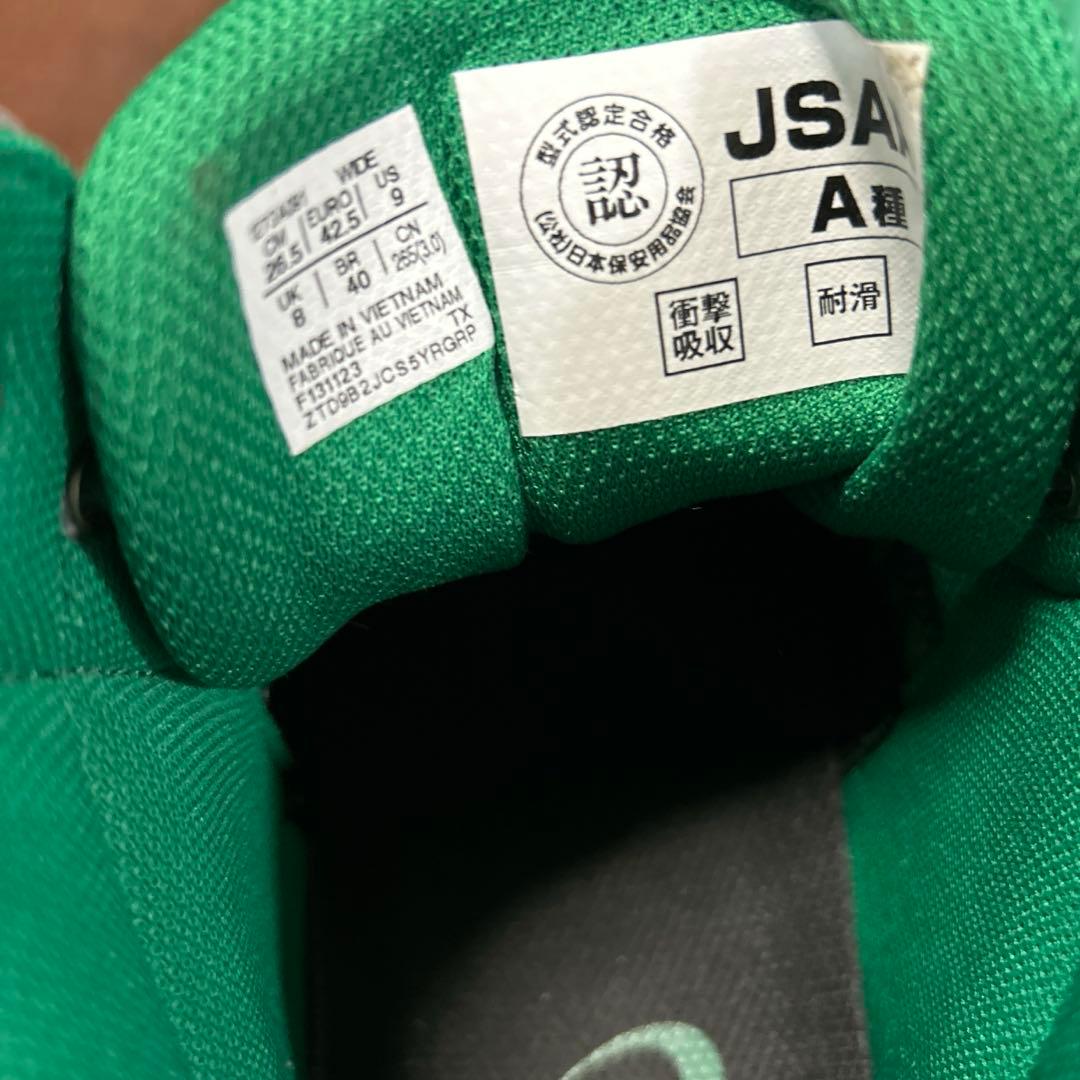 WIDE
CM EURO US
26.5 42.5 9
UK BR CN
8 40 265(3.0)
MADE IN VIETNAM
FABRIQUE AU VIETNAM
F131123 TX
ZTD9B2JCS5YRGRP
型式認定合格
認
(公社)日本保安用品協会
JSAA
A種
衝撃
吸収
耐滑